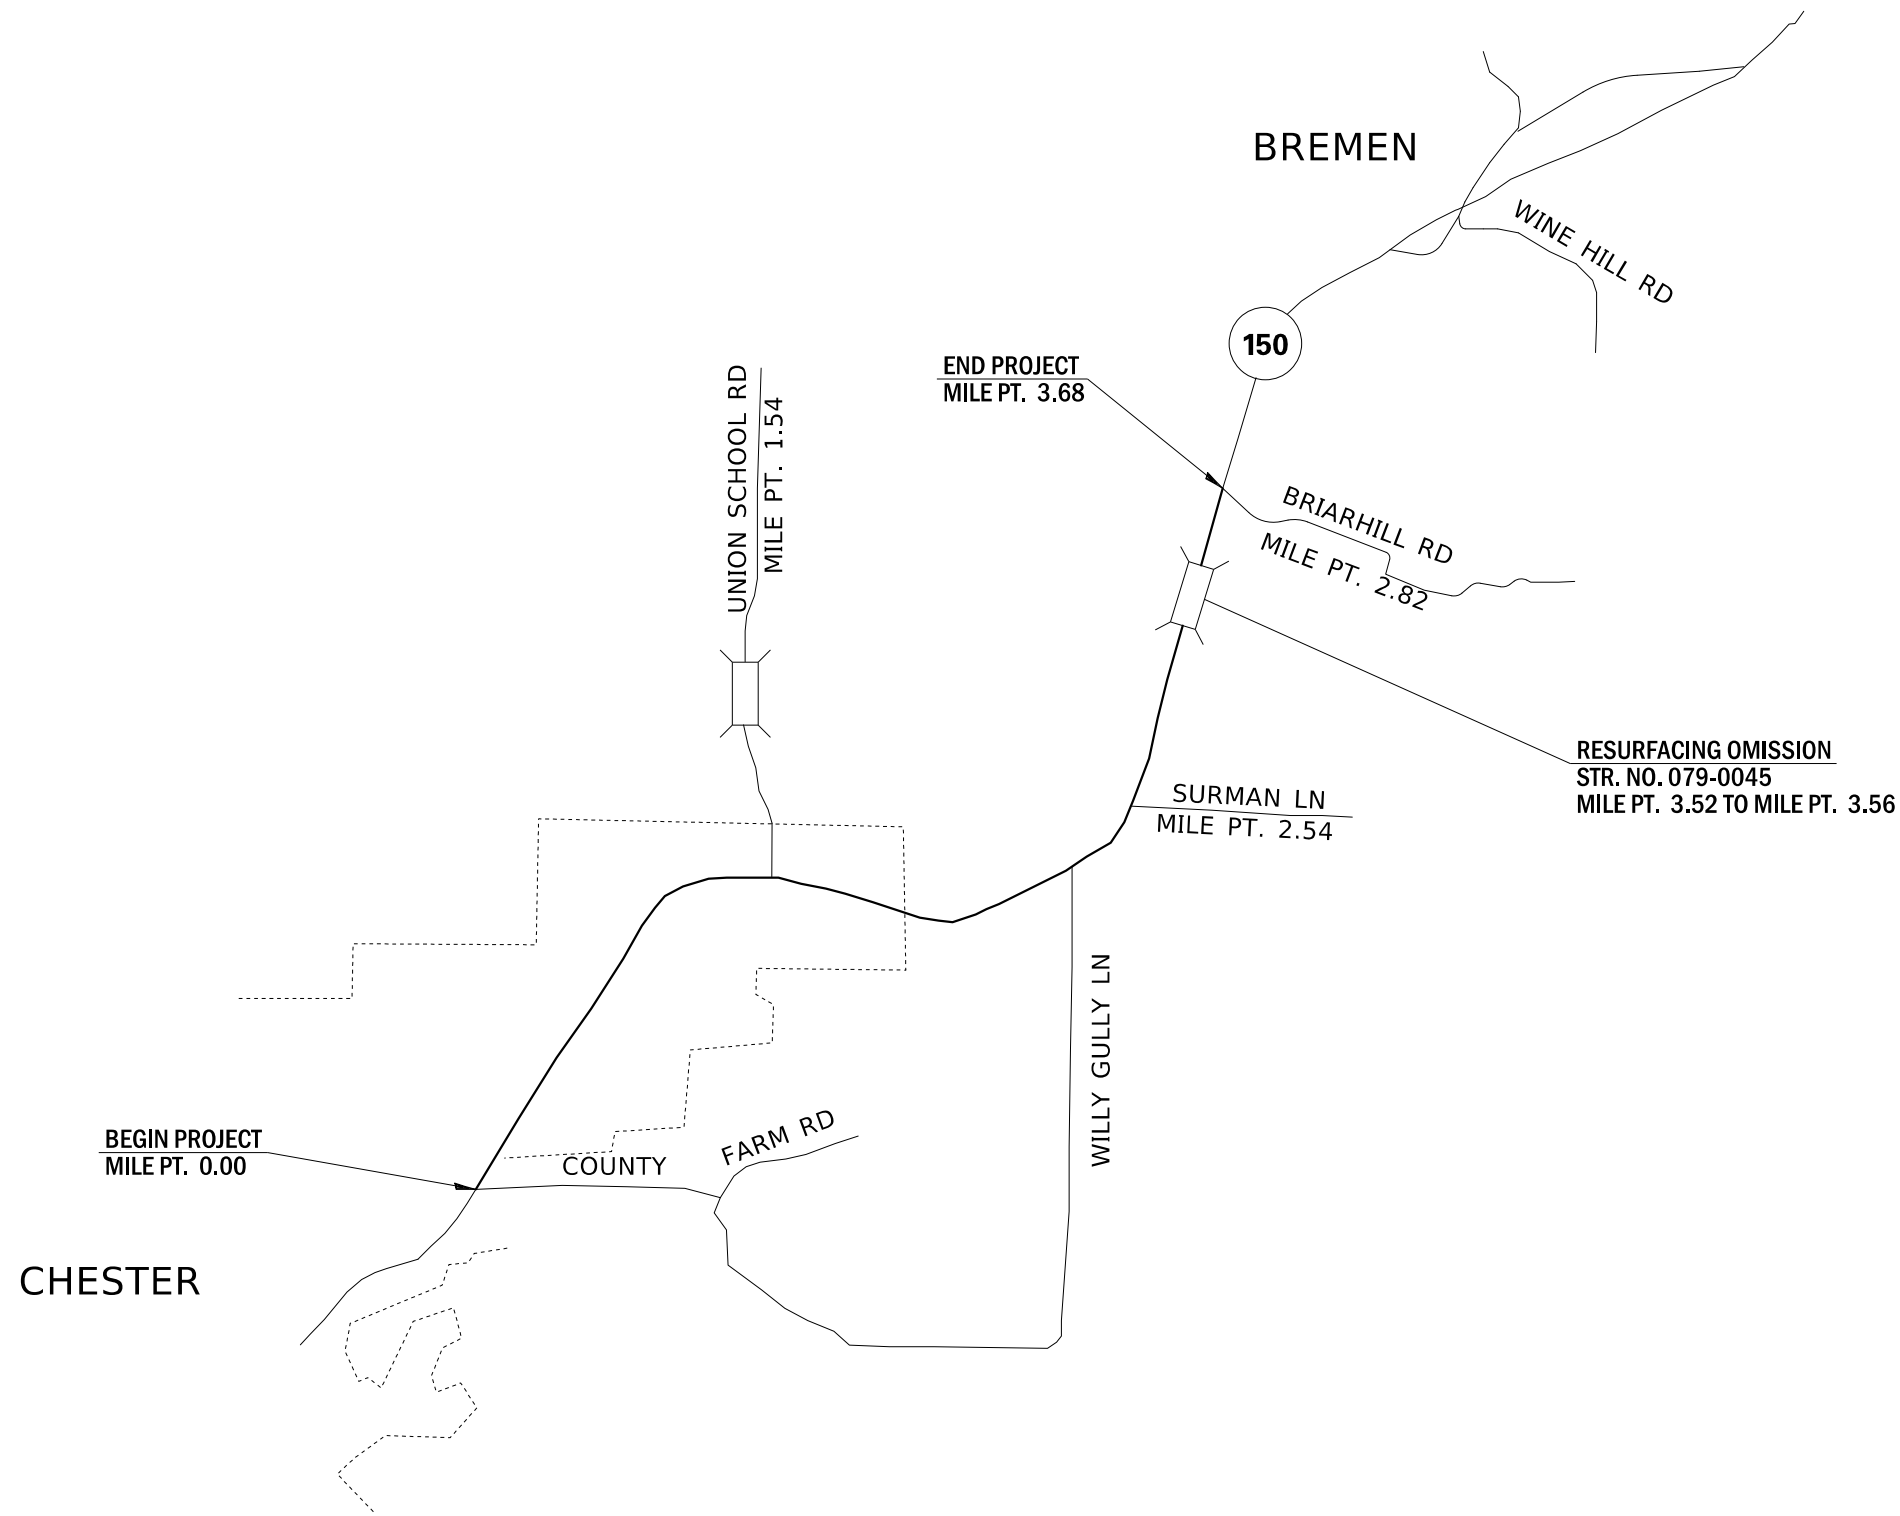 BREMEN
WINE HILL RD
150
END PROJECT
MILE PT. 3.68
UNION SCHOOL RD
MILE PT. 1.54
BRIARHILL RD
MILE PT. 2.82
RESURFACING OMISSION
STR. NO. 079-0045
MILE PT. 3.52 TO MILE PT. 3.56
SURMAN LN
MILE PT. 2.54
WILLY GULLY LN
BEGIN PROJECT
MILE PT. 0.00
COUNTY FARM RD
CHESTER